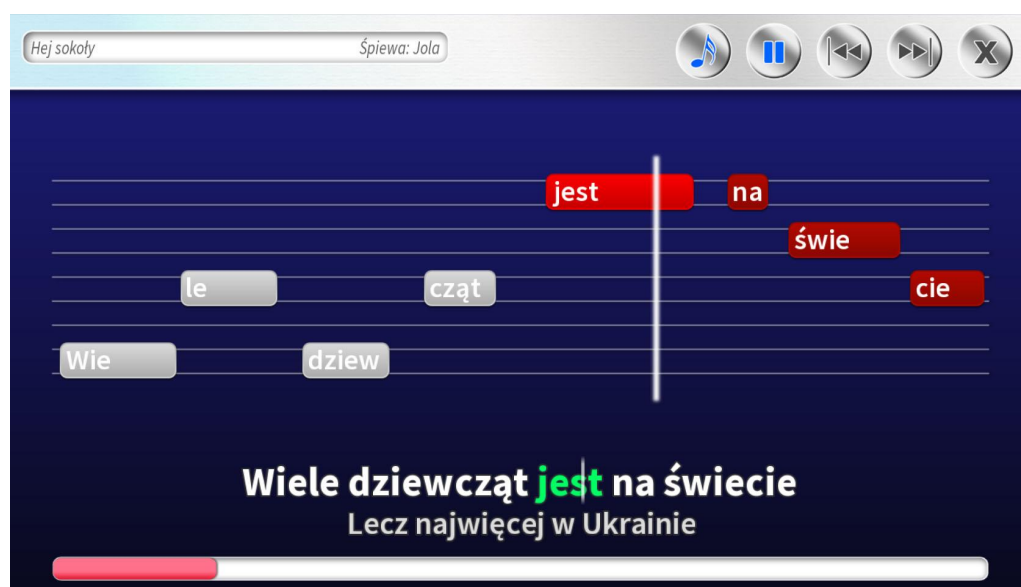 Hej sokoły Śpiewa: Jola X
jest na
świe
le cząt cie
Wie dziew
Wiele dziewcząt jest na świecie
Lecz najwięcej w Ukrainie